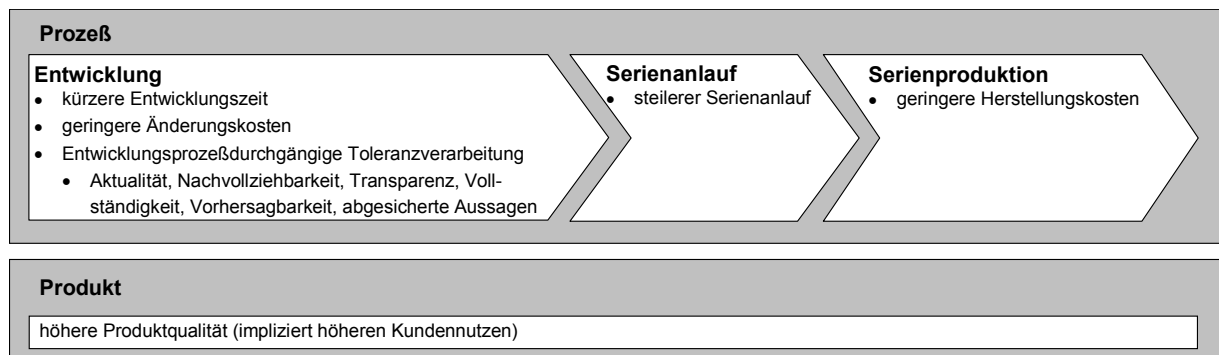 Prozeß
Entwicklung
• kürzere Entwicklungszeit
• geringere Änderungskosten
• Entwicklungsprozeßdurchgängige Toleranzverarbeitung
• Aktualität, Nachvollziehbarkeit, Transparenz, Voll-
ständigkeit, Vorhersagbarkeit, abgesicherte Aussagen
Serienanlauf
• steilerer Serienanlauf
Serienproduktion
• geringere Herstellungskosten
Produkt
höhere Produktqualität (impliziert höheren Kundennutzen)